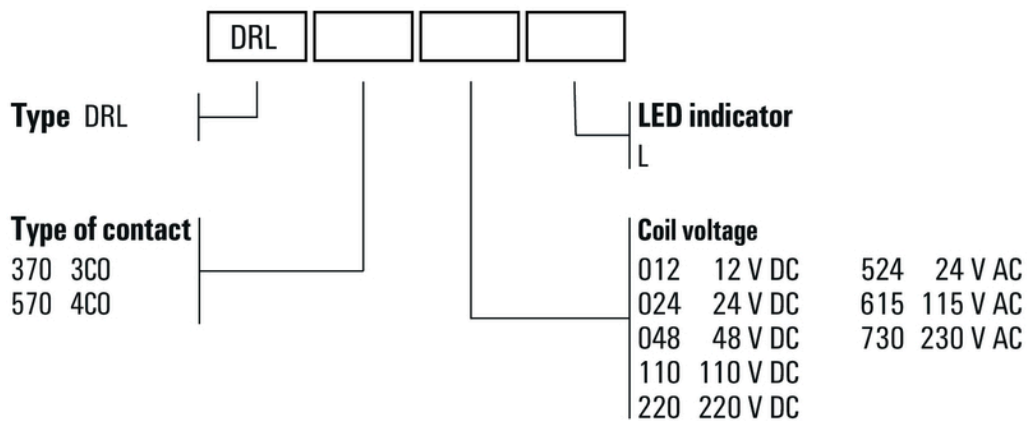 DRL
Type DRL
LED indicator
L
Type of contact
370 3CO
570 4CO
Coil voltage
012 12 V DC 524 24 V AC
024 24 V DC 615 115 V AC
048 48 V DC 730 230 V AC
110 110 V DC
220 220 V DC